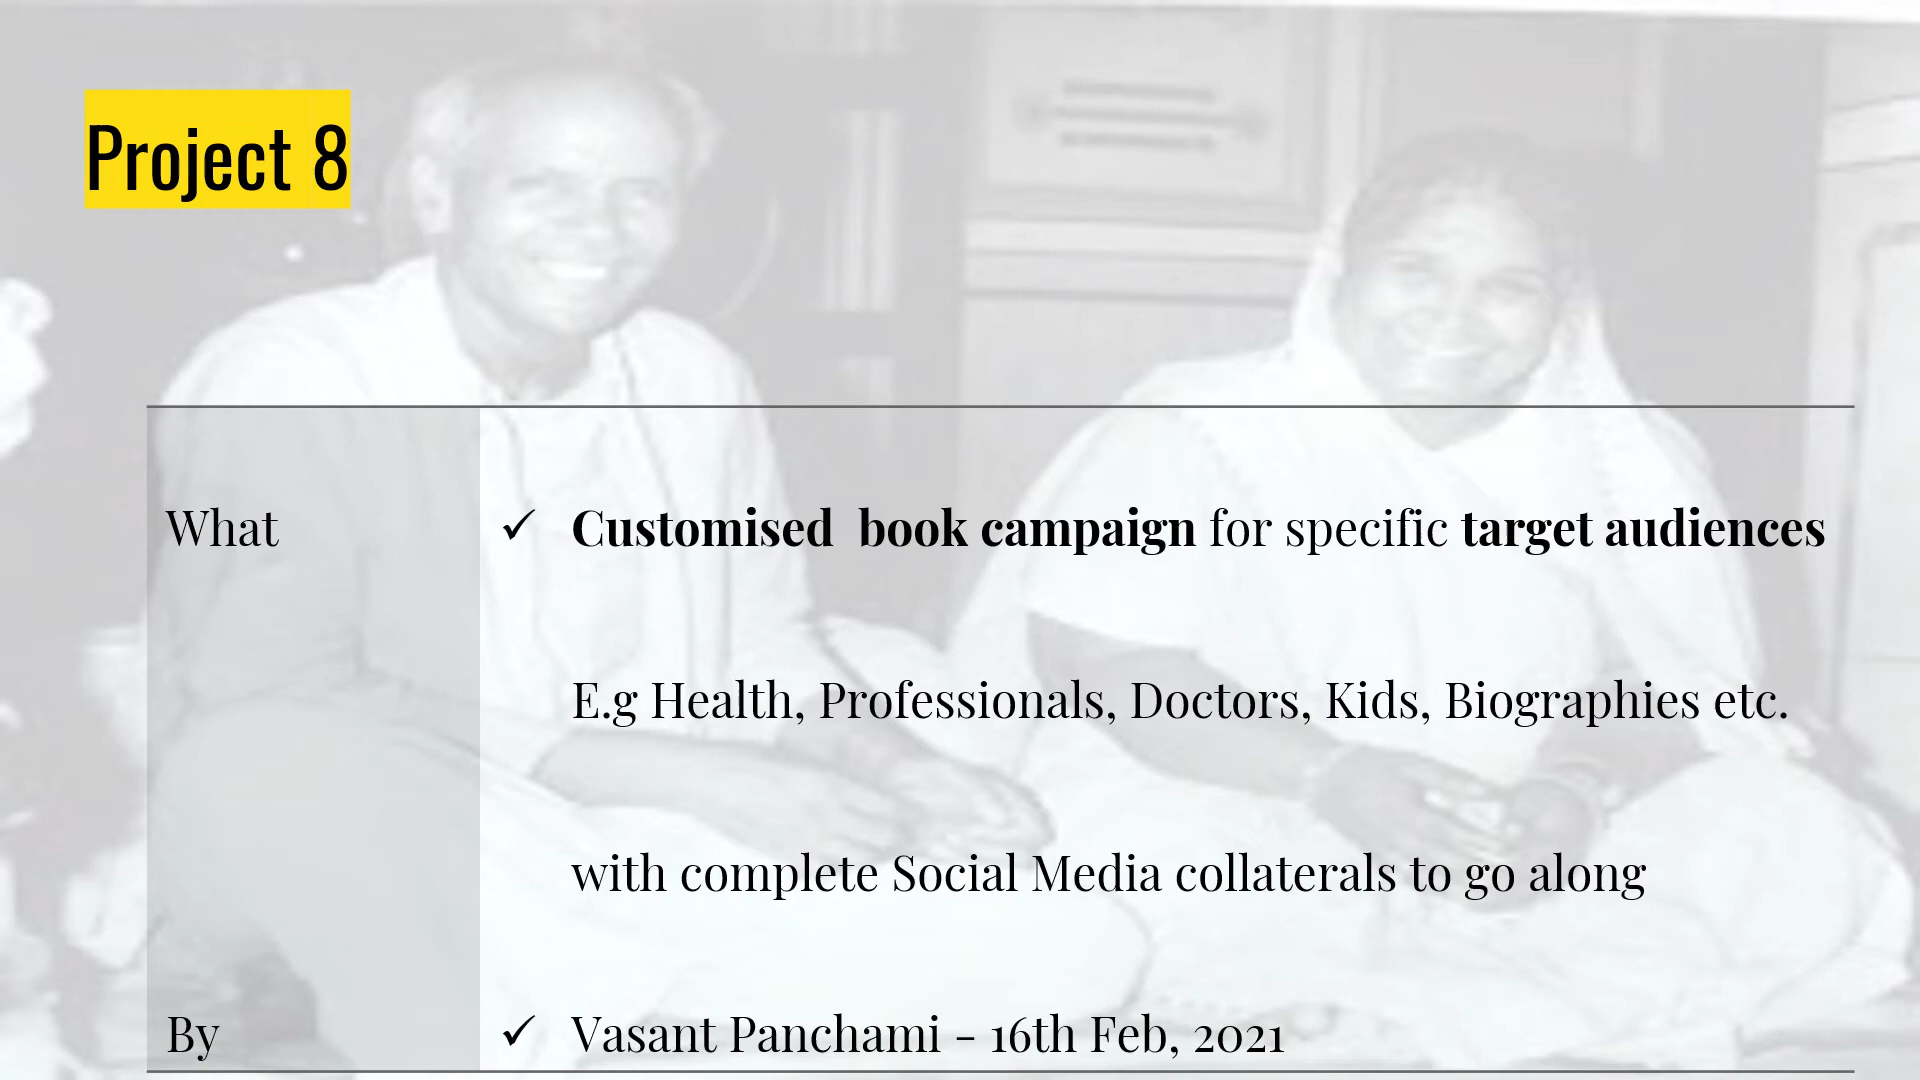 Project 8
What
✓ Customised  book campaign for specific target audiences
E.g Health, Professionals, Doctors, Kids, Biographies etc.
with complete Social Media collaterals to go along
By
✓ Vasant Panchami - 16th Feb, 2021